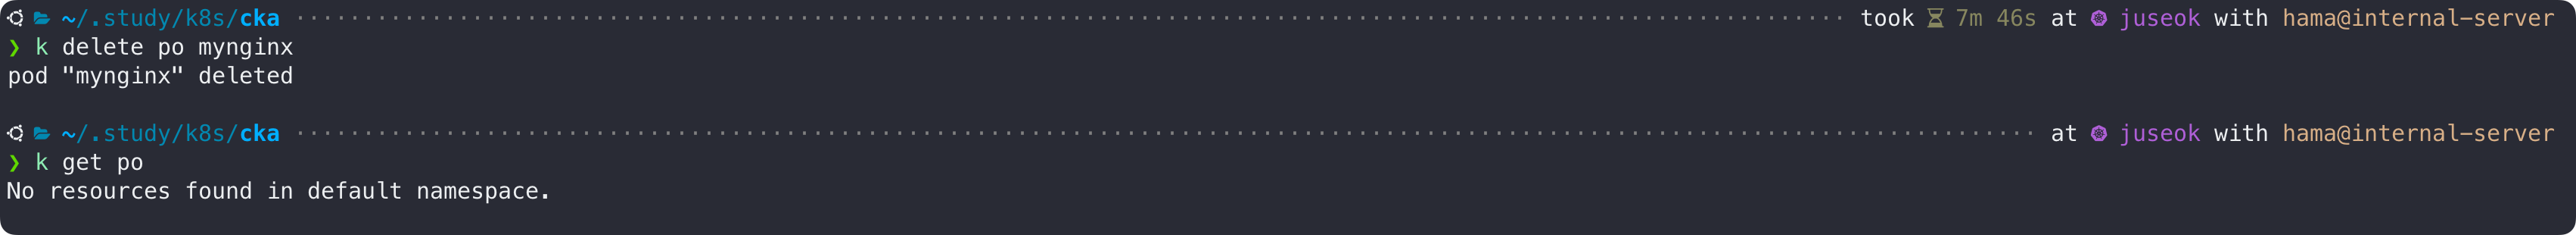 ~/.study/k8s/cka took 7m 46s at juseok with hama@internal-server
❯ k delete po mynginx
pod "mynginx" deleted
~/.study/k8s/cka at juseok with hama@internal-server
❯ k get po
No resources found in default namespace.